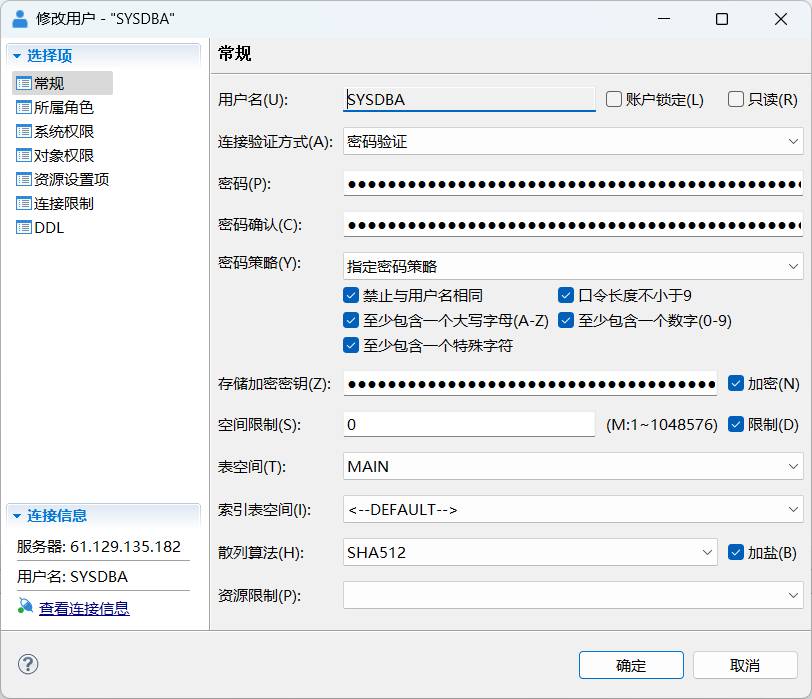 修改用户 - "SYSDBA"
选择项
常规
所属角色
系统权限
对象权限
资源设置项
连接限制
DDL
连接信息
服务器: 61.129.135.182
用户名: SYSDBA
查看连接信息
常规
用户名(U): SYSDBA 账户锁定(L) 只读(R)
连接验证方式(A): 密码验证
密码(P):
密码确认(C):
密码策略(Y): 指定密码策略
禁止与用户名相同 口令长度不小于9
至少包含一个大写字母(A-Z) 至少包含一个数字(0-9)
至少包含一个特殊字符
存储加密密钥(Z): 加密(N)
空间限制(S): 0 (M:1~1048576) 限制(D)
表空间(T): MAIN
索引表空间(I): <--DEFAULT-->
散列算法(H): SHA512 加盐(B)
资源限制(P):
确定 取消